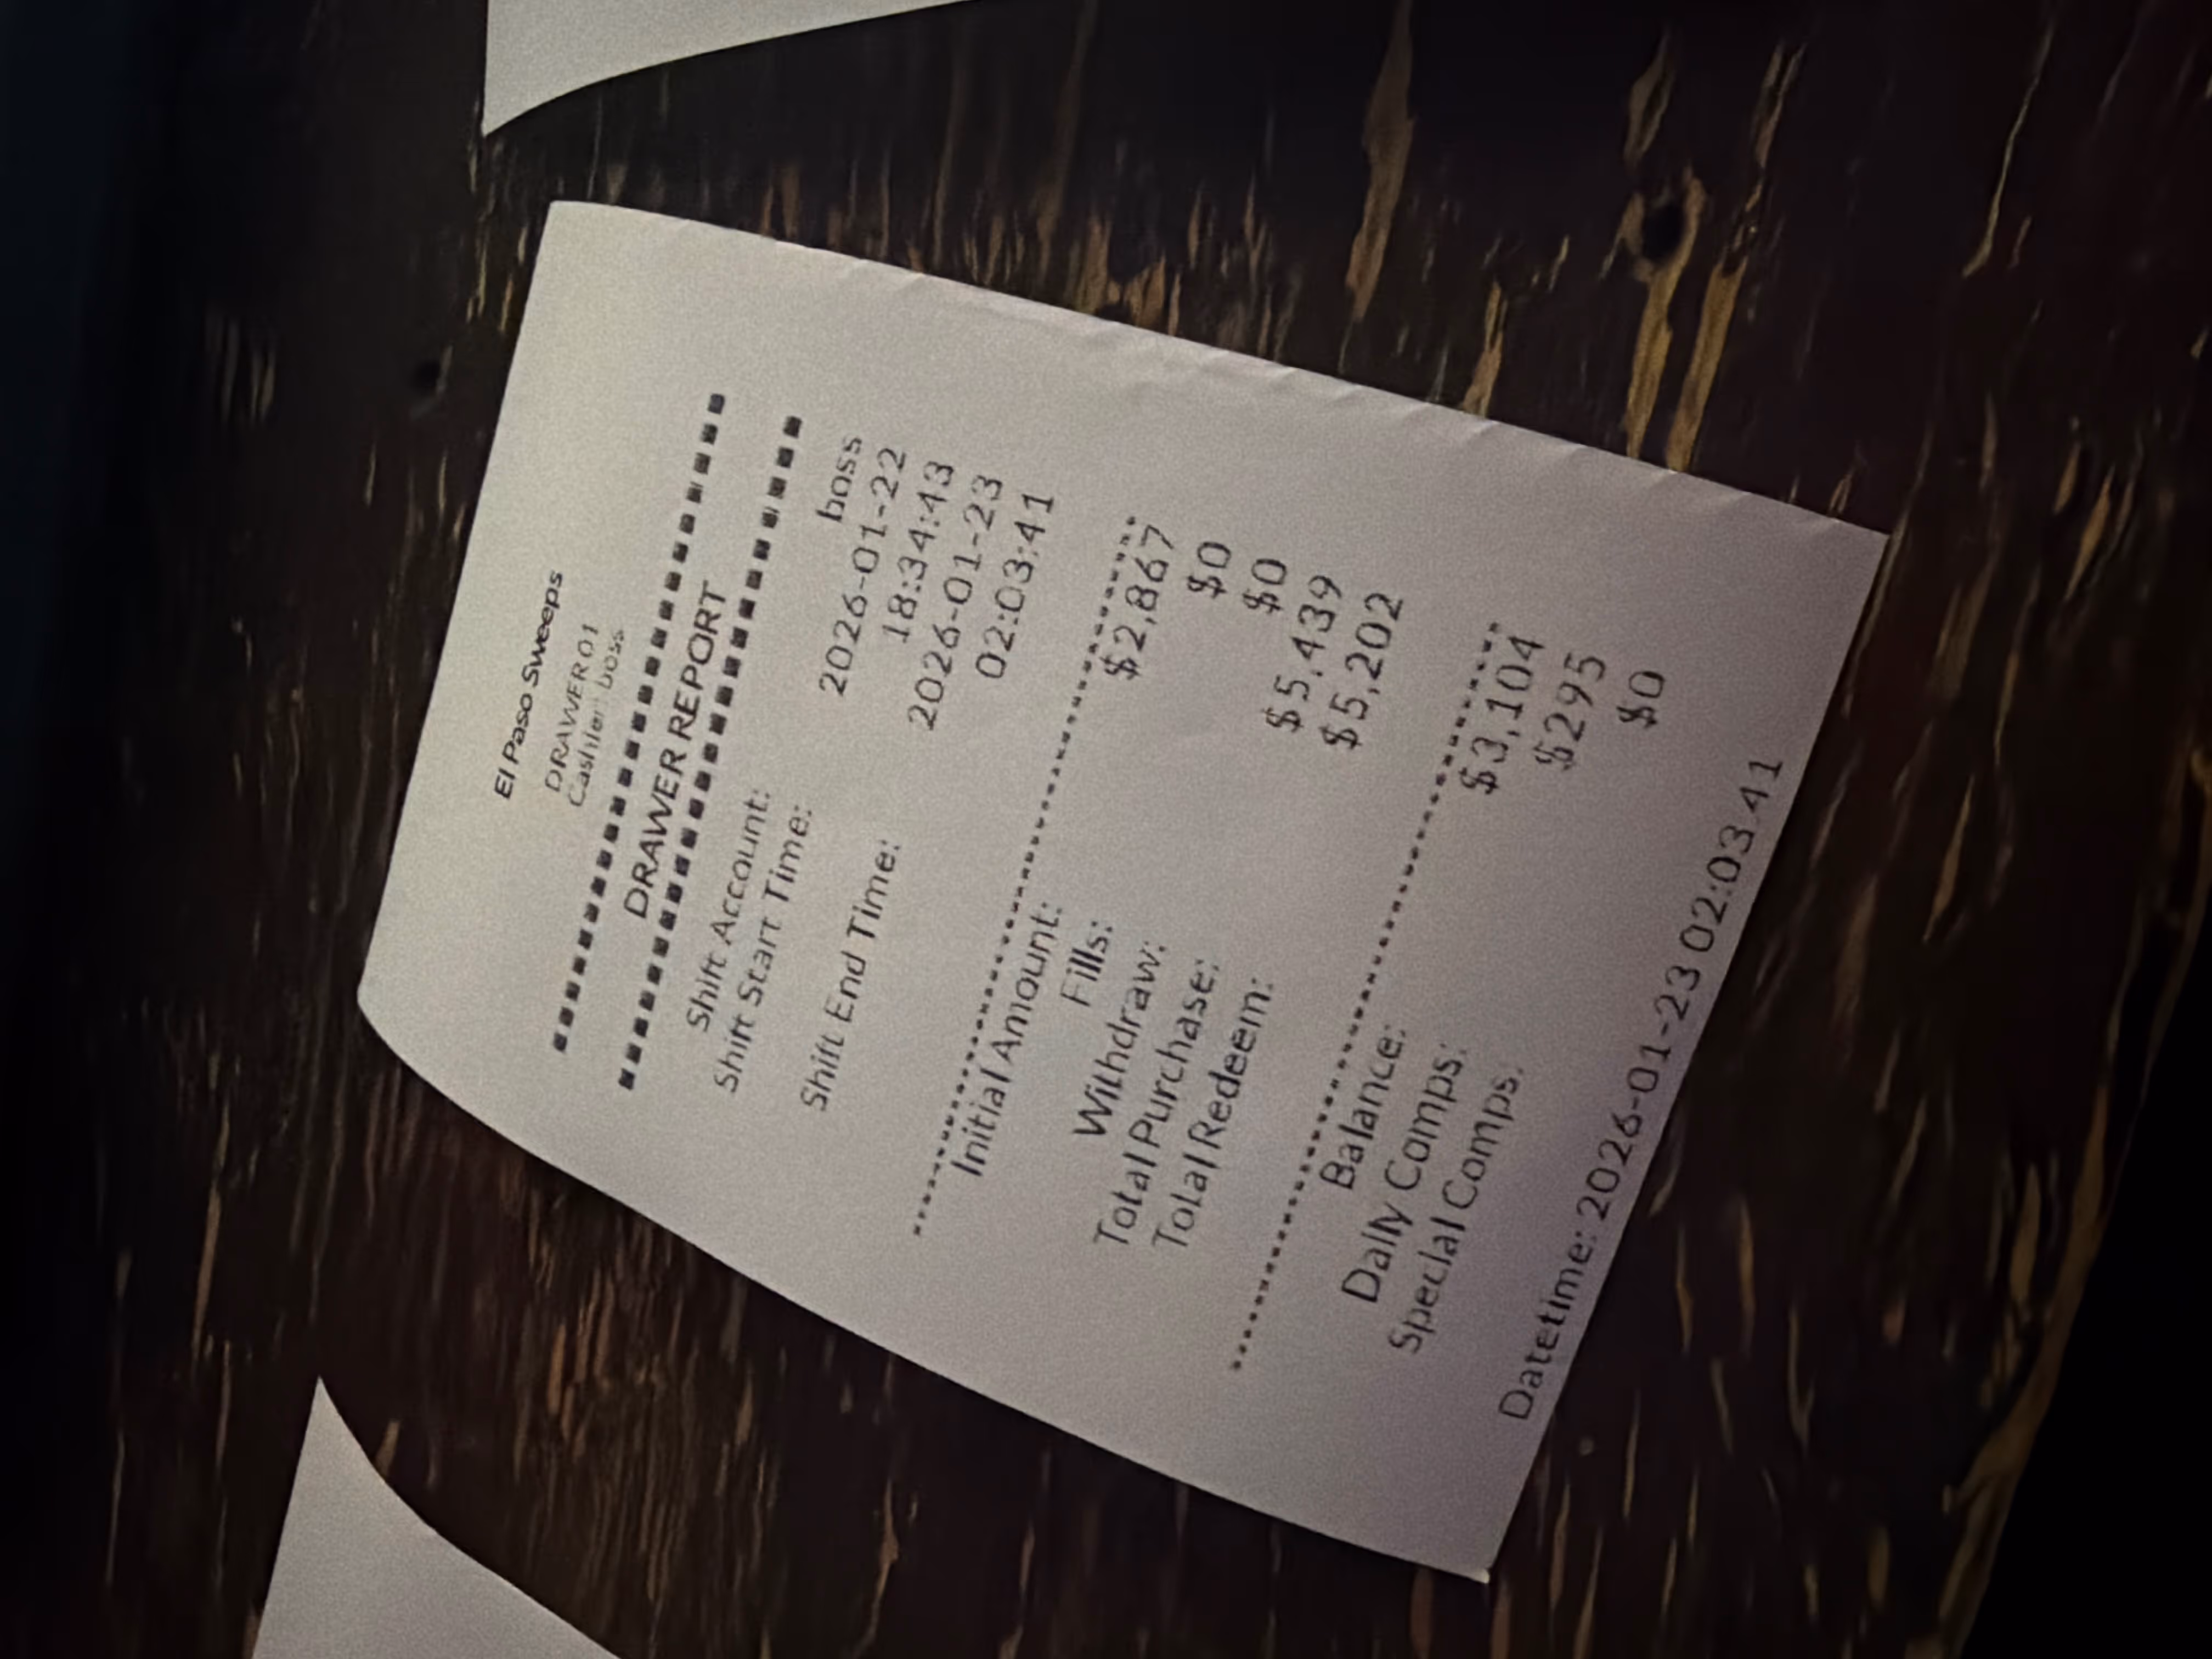 El Paso Sweeps
DRAWER 01
Cashier: boss
DRAWER REPORT
Shift Account: boss
Shift Start Time: 2026-01-22
18:34:43
Shift End Time: 2026-01-23
02:03:41
Initial Amount: $2,867
Fills: $0
Withdraw: $0
Total Purchase: $5,439
Total Redeem: $5,202
Balance: $3,104
Daily Comps: $295
Special Comps: $0
Datetime: 2026-01-23 02:03:41